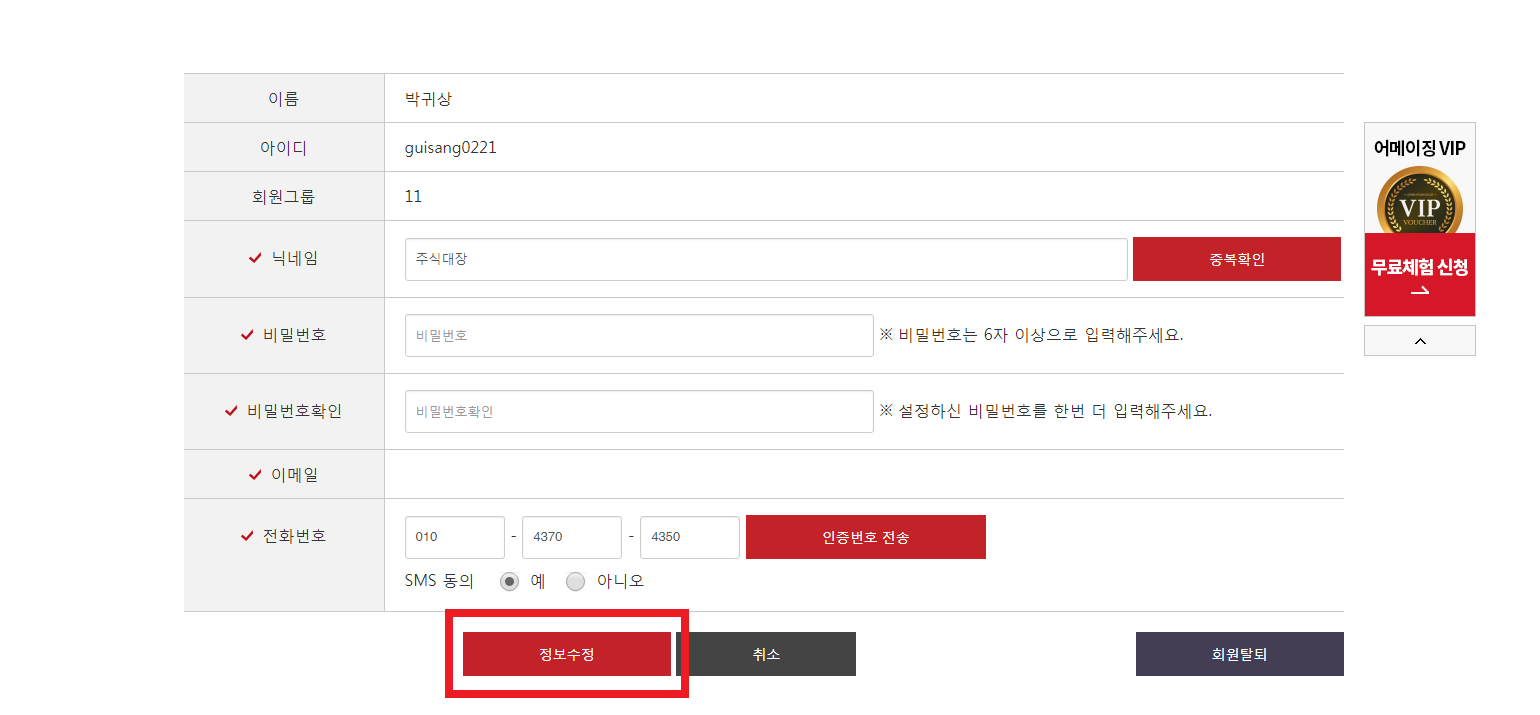 이름 박귀상
아이디 guisang0221
회원그룹 11
닉네임 주식대장 중복확인
비밀번호 비밀번호 ※ 비밀번호는 6자 이상으로 입력해주세요.
비밀번호확인 비밀번호확인 ※ 설정하신 비밀번호를 한번 더 입력해주세요.
이메일
전화번호 010 - 4370 - 4350 인증번호 전송
SMS 동의 예 아니오
정보수정 취소 회원탈퇴
어메이징 VIP
VIP
VOUCHER
무료체험 신청